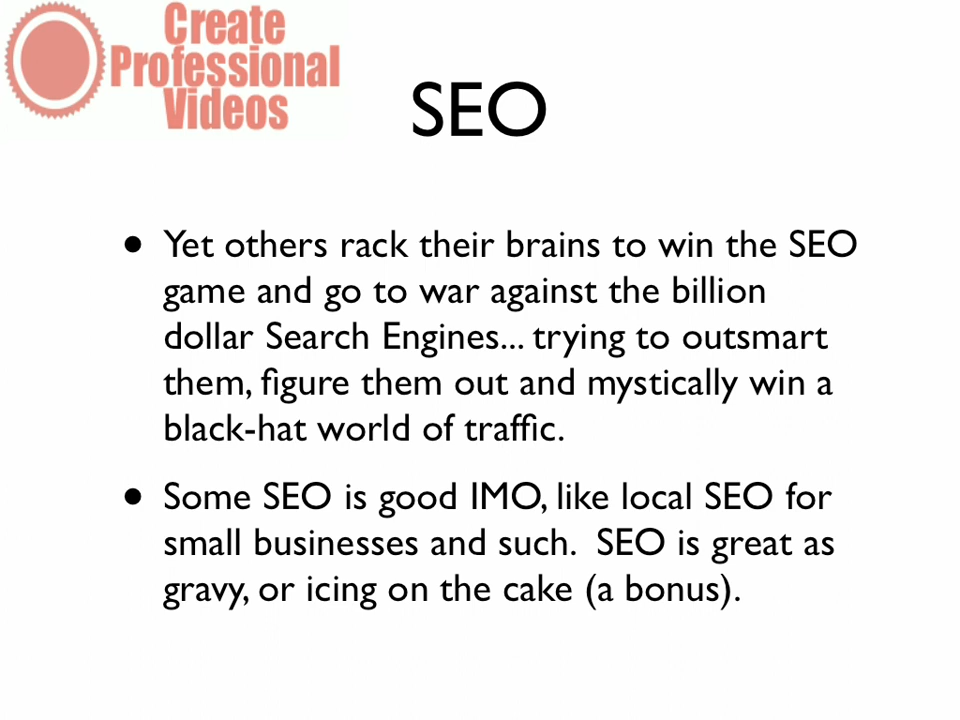 Create
Professional
Videos
SEO
• Yet others rack their brains to win the SEO
game and go to war against the billion
dollar Search Engines... trying to outsmart
them, figure them out and mystically win a
black-hat world of traffic.
• Some SEO is good IMO, like local SEO for
small businesses and such.  SEO is great as
gravy, or icing on the cake (a bonus).